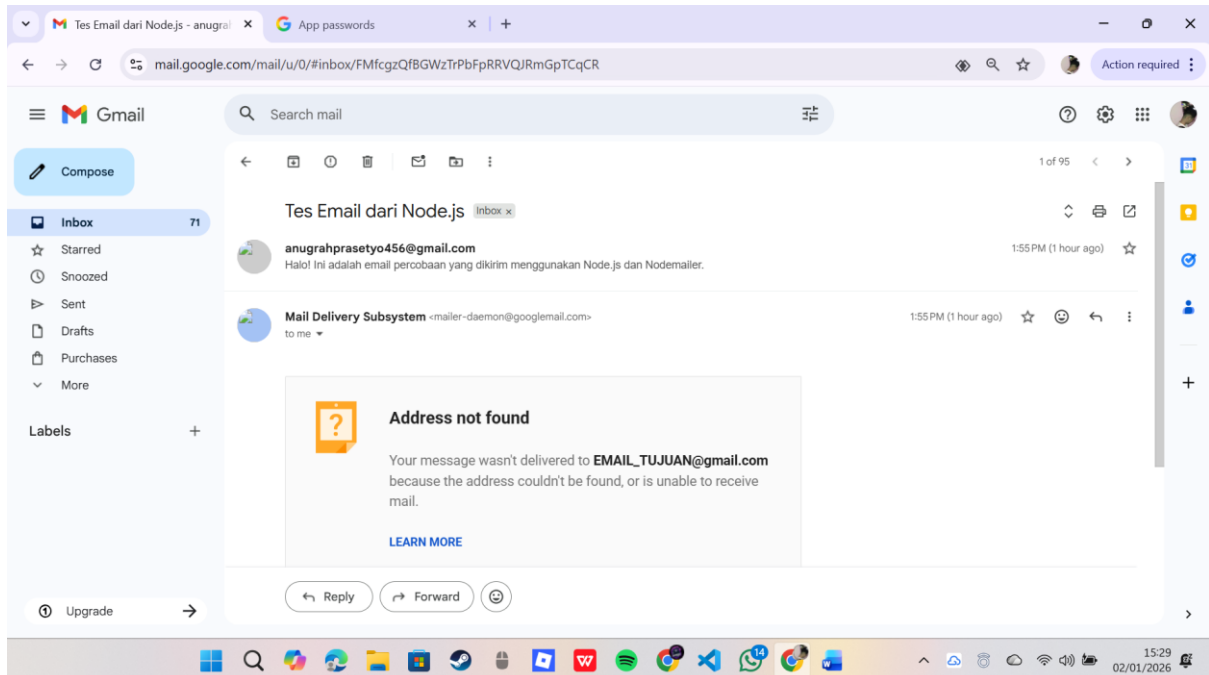 Tes Email dari Node.js - anugral
App passwords
mail.google.com/mail/u/0/#inbox/FMfcgzQfBGWzTrPbFpRRVQJRmGpTCqCR
Action required
Gmail
Search mail
Compose
1 of 95
Inbox 71
Starred
Snoozed
Sent
Drafts
Purchases
More
Labels
Upgrade
Tes Email dari Node.js Inbox x
anugrahprasetyo456@gmail.com 1:55 PM (1 hour ago)
Halo! Ini adalah email percobaan yang dikirim menggunakan Node.js dan Nodemailer.
Mail Delivery Subsystem <mailer-daemon@googlemail.com> 1:55 PM (1 hour ago)
to me
Address not found
Your message wasn't delivered to EMAIL_TUJUAN@gmail.com
because the address couldn't be found, or is unable to receive
mail.
LEARN MORE
Reply
Forward
31
14
15:29
02/01/2026